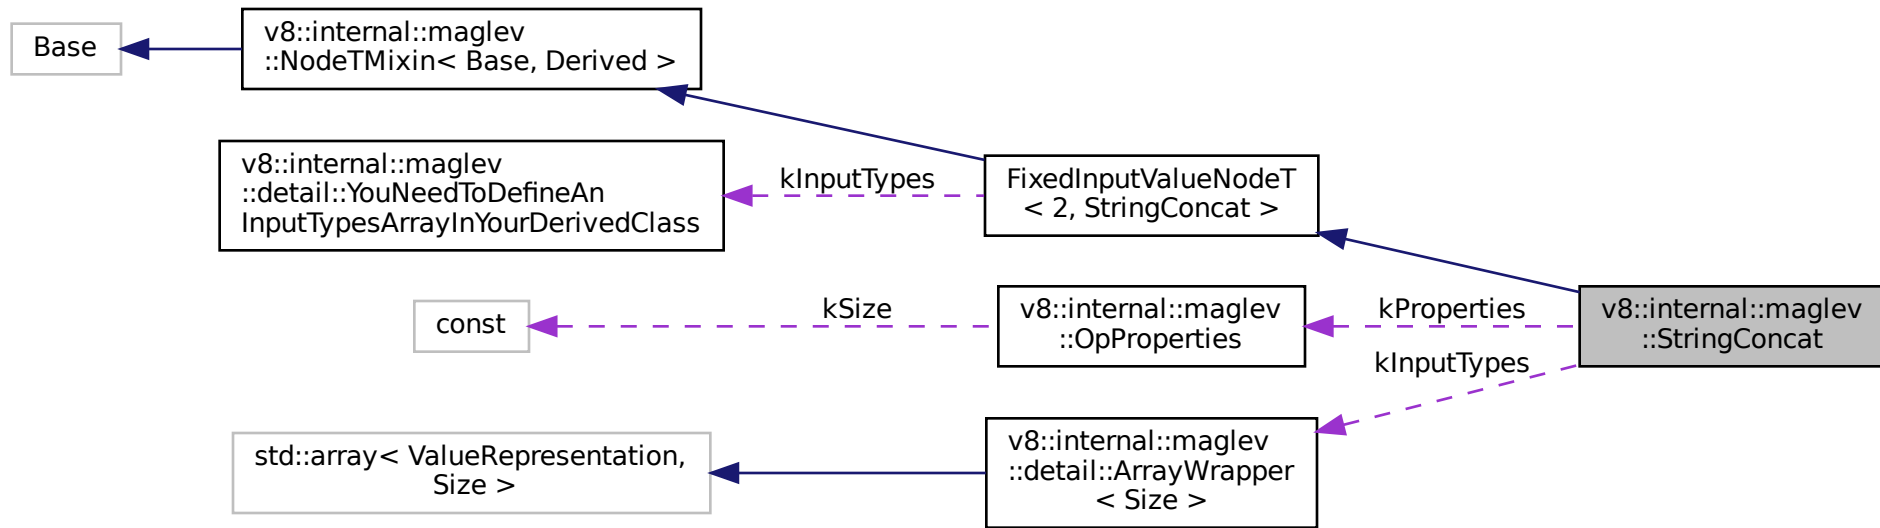 Base
v8::internal::maglev
::NodeTMixin< Base, Derived >
v8::internal::maglev
::detail::YouNeedToDefineAn
InputTypesArrayInYourDerivedClass
kInputTypes
FixedInputValueNodeT
< 2, StringConcat >
const
kSize
v8::internal::maglev
::OpProperties
kProperties
v8::internal::maglev
::StringConcat
kInputTypes
std::array< ValueRepresentation,
Size >
v8::internal::maglev
::detail::ArrayWrapper
< Size >